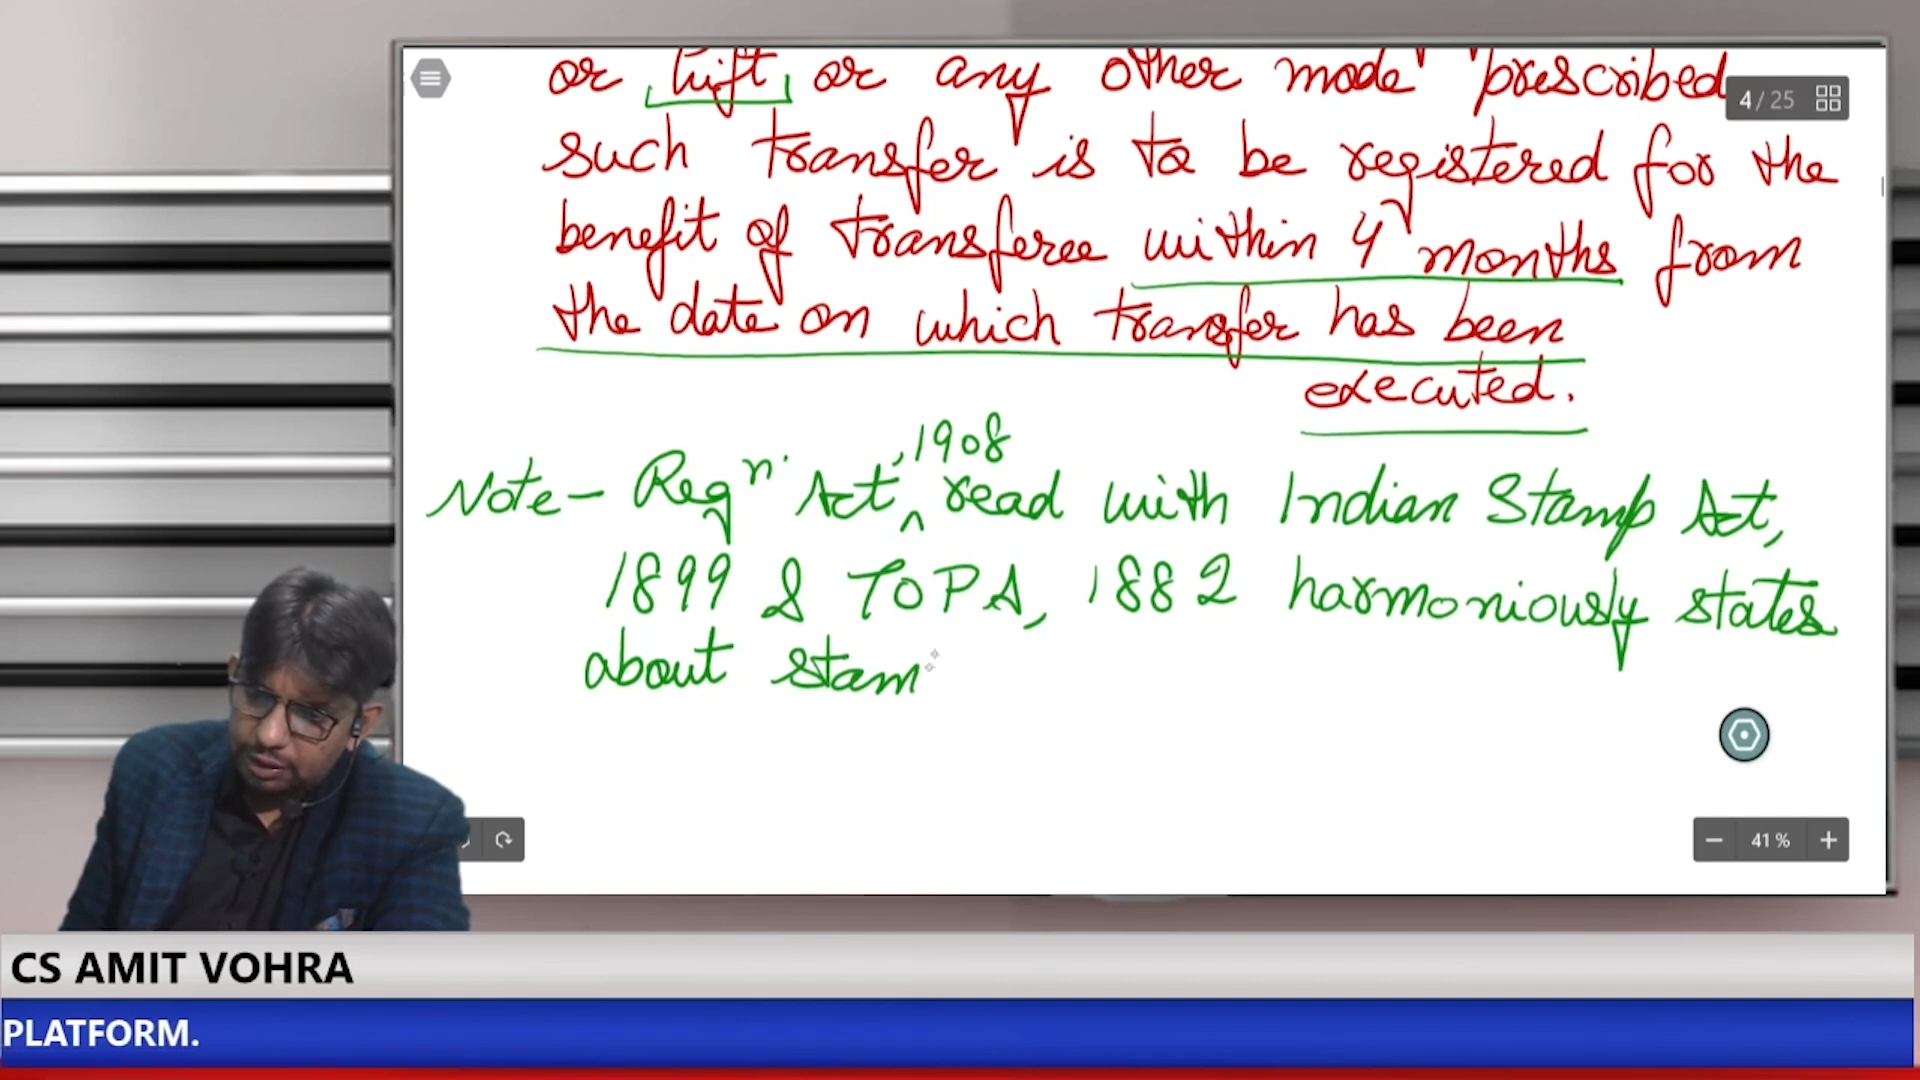 or Gift or any other mode prescribed
4 / 25
such transfer is to be registered for the
benefit of transferee within 4 months from
the date on which transfer has been
executed.
Note - Regn. Act, 1908 read with Indian Stamp Act,
1899 & TOPA, 1882 harmoniously states
about stam
41 %
CS AMIT VOHRA
PLATFORM.